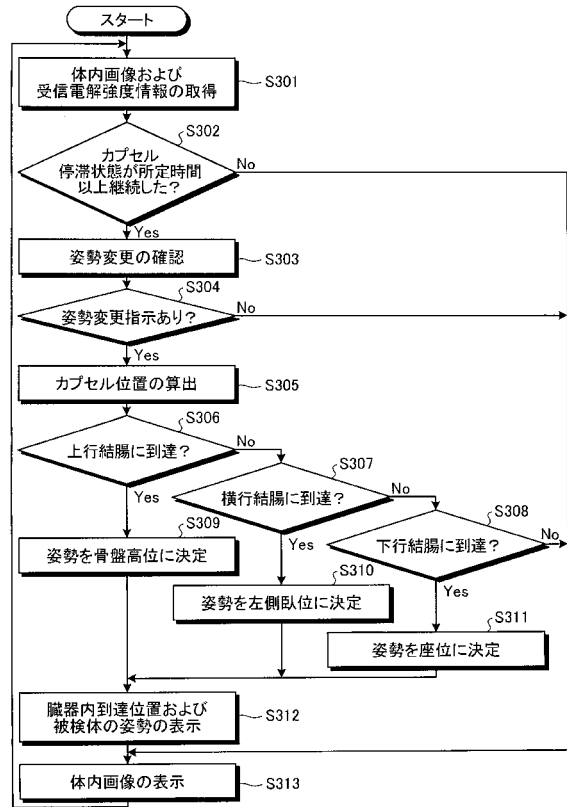 スタート
体内画像および
受信電解強度情報の取得
S301
S302
カプセル
停滞状態が所定時間
以上継続した？
No
Yes
姿勢変更の確認
S303
S304
姿勢変更指示あり？
No
Yes
カプセル位置の算出
S305
S306
上行結腸に到達？
No
Yes
S307
横行結腸に到達？
No
Yes
S308
下行結腸に到達？
No
Yes
S309
姿勢を骨盤高位に決定
S310
姿勢を左側臥位に決定
S311
姿勢を座位に決定
臓器内到達位置および
被検体の姿勢の表示
S312
体内画像の表示
S313